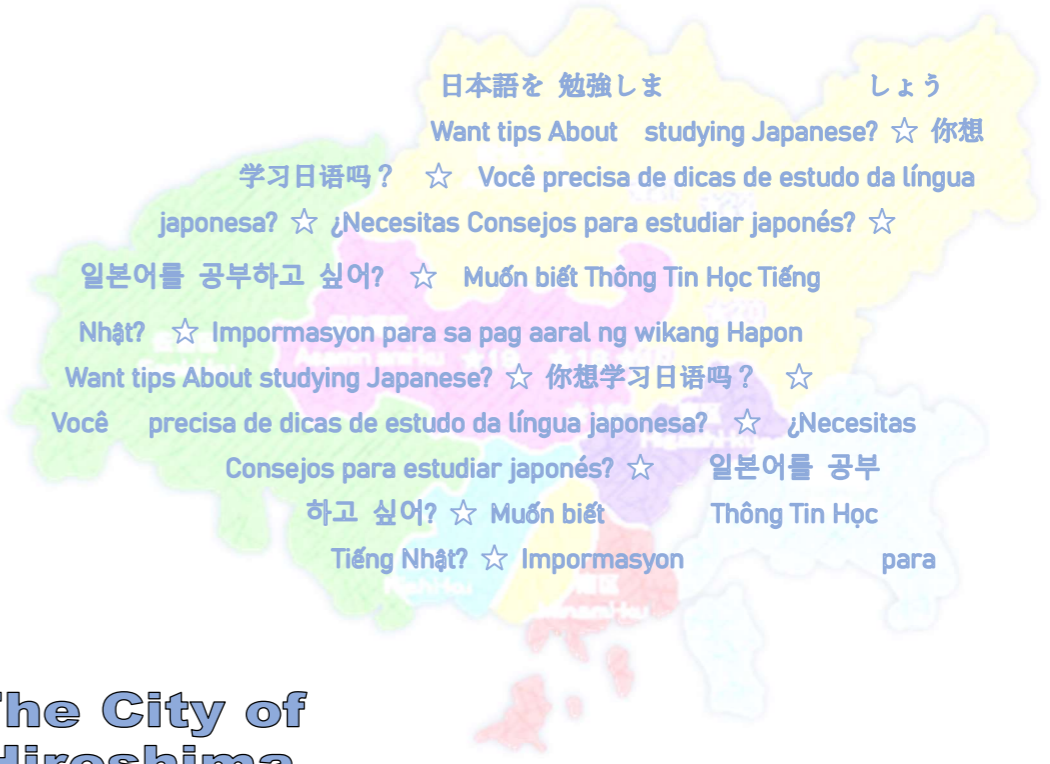 日本語を 勉強しま しょう
Want tips About studying Japanese? ☆ 你想
学习日语吗？ ☆ Você precisa de dicas de estudo da língua
japonesa? ☆ ¿Necesitas Consejos para estudiar japonés? ☆
일본어를 공부하고 싶어? ☆ Muốn biết Thông Tin Học Tiếng
Nhật? ☆ Impormasyon para sa pag aaral ng wikang Hapon
Want tips About studying Japanese? ☆ 你想学习日语吗？ ☆
Você precisa de dicas de estudo da língua japonesa? ☆ ¿Necesitas
Consejos para estudiar japonés? ☆ 일본어를 공부
하고 싶어? ☆ Muốn biết Thông Tin Học
Tiếng Nhật? ☆ Impormasyon para
The City of
Hiroshima